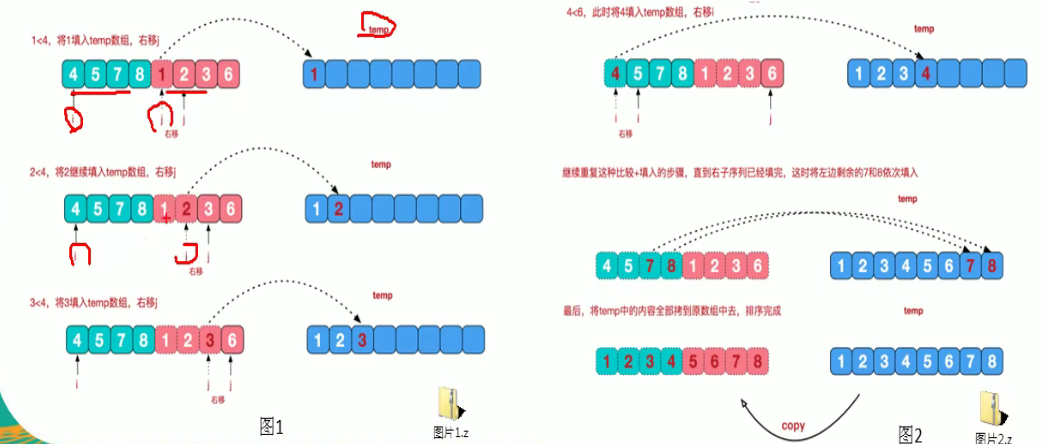 temp
1<4，将1填入temp数组，右移j
4 5 7 8 1 2 3 6
1
i
j
j
右移
2<4，将2继续填入temp数组，右移j
temp
4 5 7 8 1 2 3 6
1 2
j
右移
3<4，将3填入temp数组，右移j
temp
4 5 7 8 1 2 3 6
1 2 3
i
j
j
右移
图1
图片1.z
4<6，此时将4填入temp数组，右移i
temp
4 5 7 8 1 2 3 6
1 2 3 4
i
i
j
右移
继续重复这种比较+填入的步骤，直到右子序列已经填完，这时将左边剩余的7和8依次填入
temp
4 5 7 8 1 2 3 6
1 2 3 4 5 6 7 8
最后，将temp中的内容全部拷到原数组中去，排序完成
temp
1 2 3 4 5 6 7 8
1 2 3 4 5 6 7 8
copy
图2
图片2.z